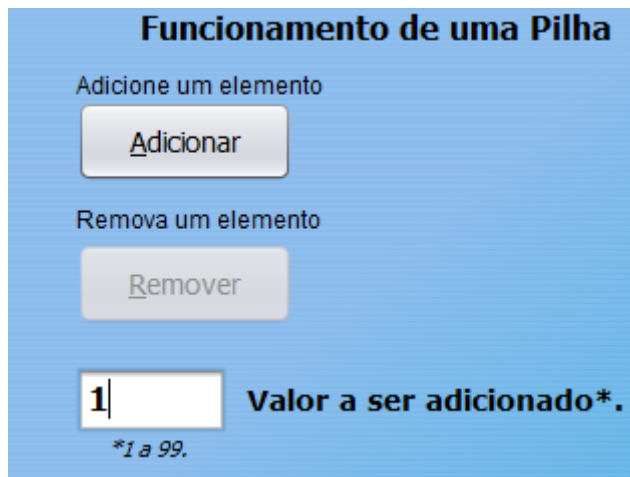 Funcionamento de uma Pilha
Adicione um elemento
Adicionar
Remova um elemento
Remover
1 Valor a ser adicionado*.
*1 a 99.